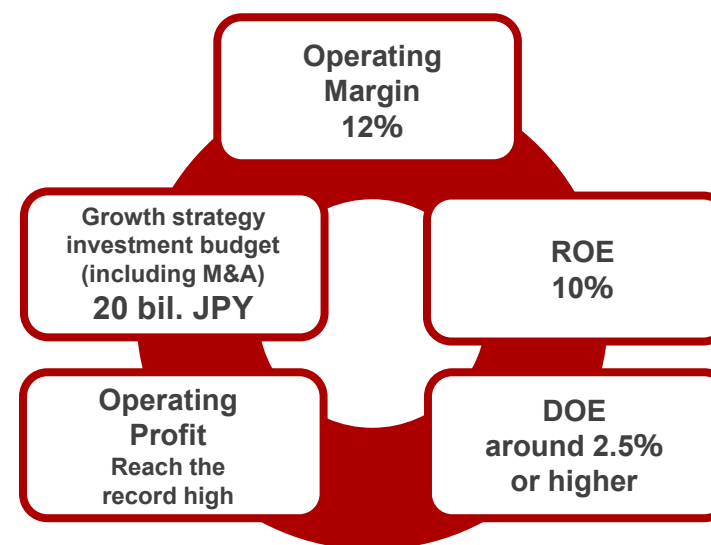 Operating
Margin
12%
Growth strategy
investment budget
(including M&A)
20 bil. JPY
ROE
10%
Operating
Profit
Reach the
record high
DOE
around 2.5%
or higher